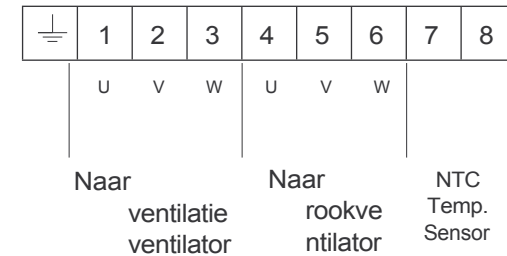 1 2 3 4 5 6 7 8
U V W U V W
Naar
ventilatie
ventilator
Naar
rookve
ntilator
NTC
Temp.
Sensor